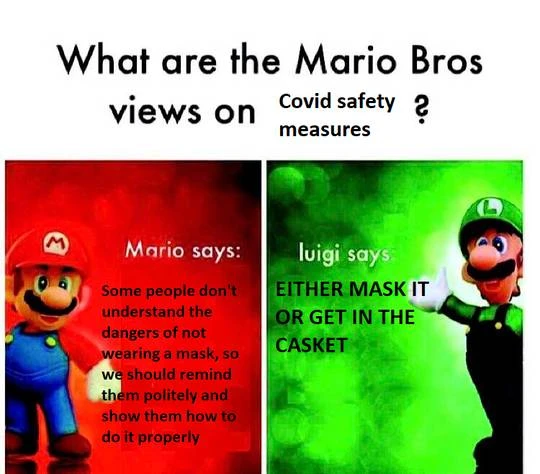 What are the Mario Bros
views on Covid safety measures ?
Mario says:
Some people don't
understand the
dangers of not
wearing a mask, so
we should remind
them politely and
show them how to
do it properly
luigi says:
EITHER MASK IT
OR GET IN THE
CASKET
M
L